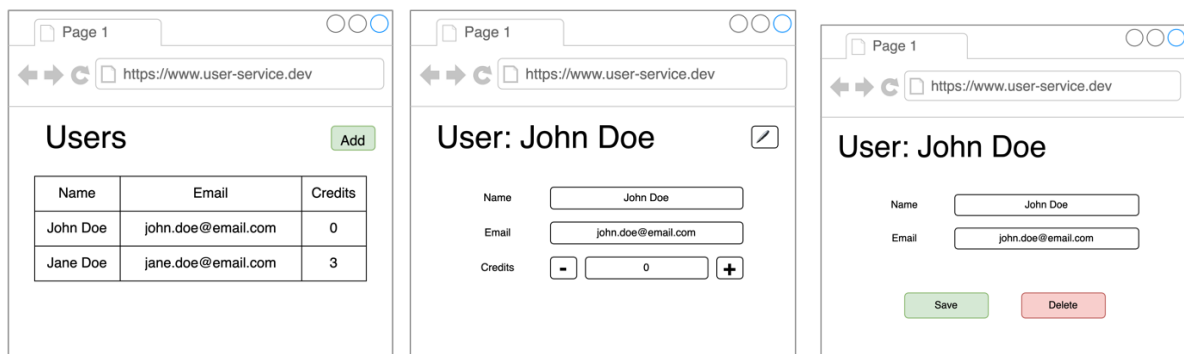 Page 1
https://www.user-service.dev
Users
Add
Name Email Credits
John Doe john.doe@email.com 0
Jane Doe jane.doe@email.com 3
Page 1
https://www.user-service.dev
User: John Doe
Name John Doe
Email john.doe@email.com
Credits - 0 +
Page 1
https://www.user-service.dev
User: John Doe
Name John Doe
Email john.doe@email.com
Save Delete